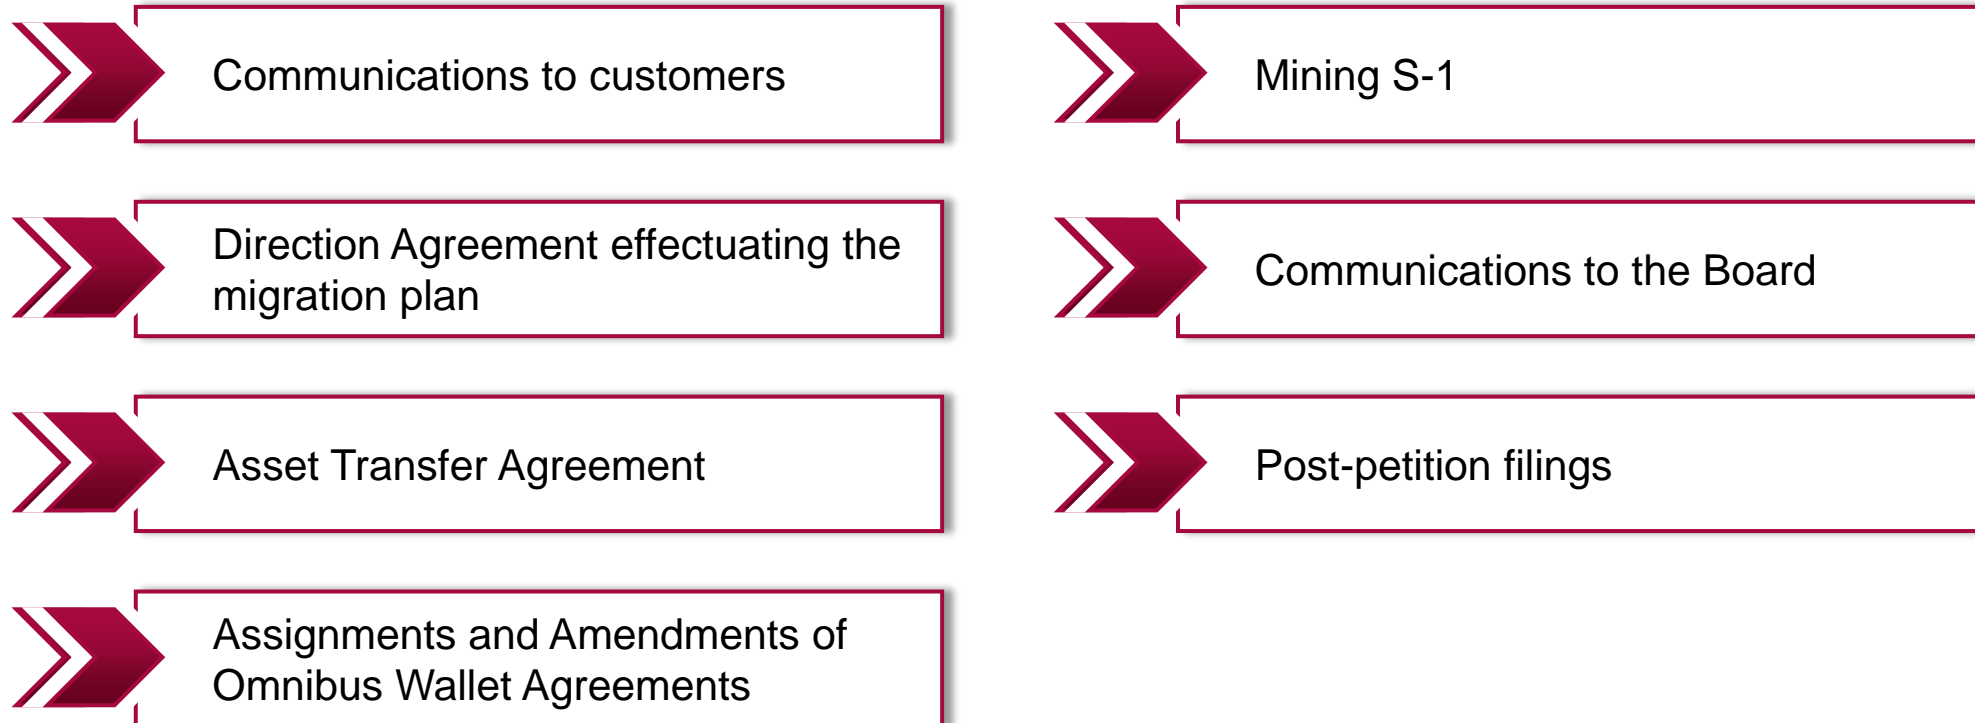 Communications to customers
Direction Agreement effectuating the
migration plan
Asset Transfer Agreement
Assignments and Amendments of
Omnibus Wallet Agreements
Mining S-1
Communications to the Board
Post-petition filings